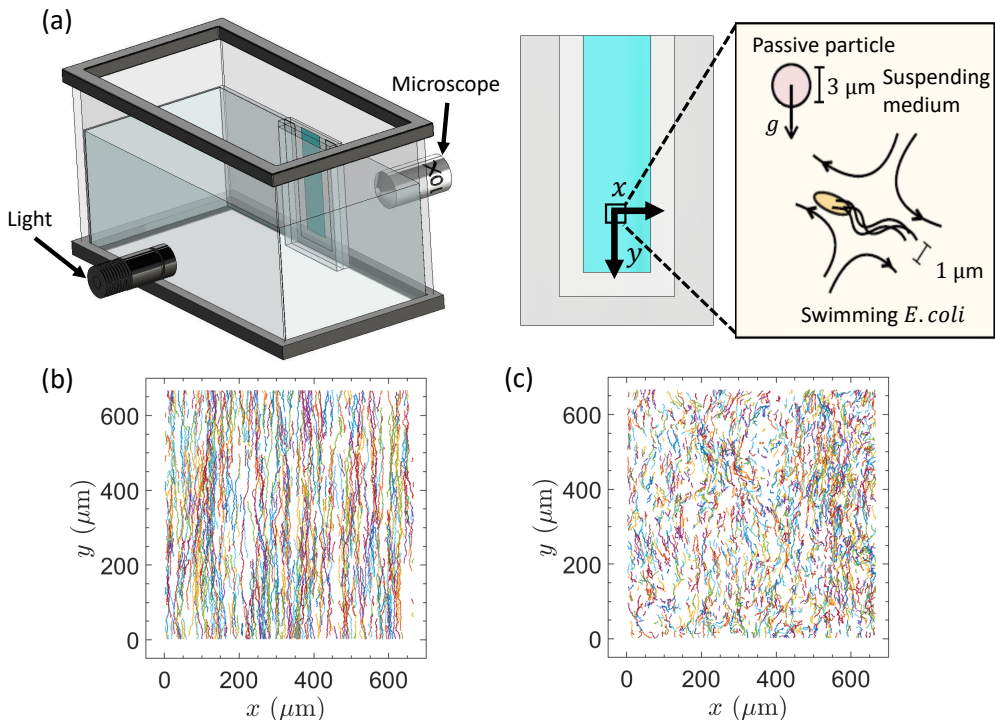 (a)
Microscope
10X
Light
x
y
Passive particle
3 μm
Suspending
medium
g
1 μm
Swimming E.coli
(b)
600
400
200
0
y (μm)
0 200 400 600
x (μm)
(c)
600
400
200
0
y (μm)
0 200 400 600
x (μm)